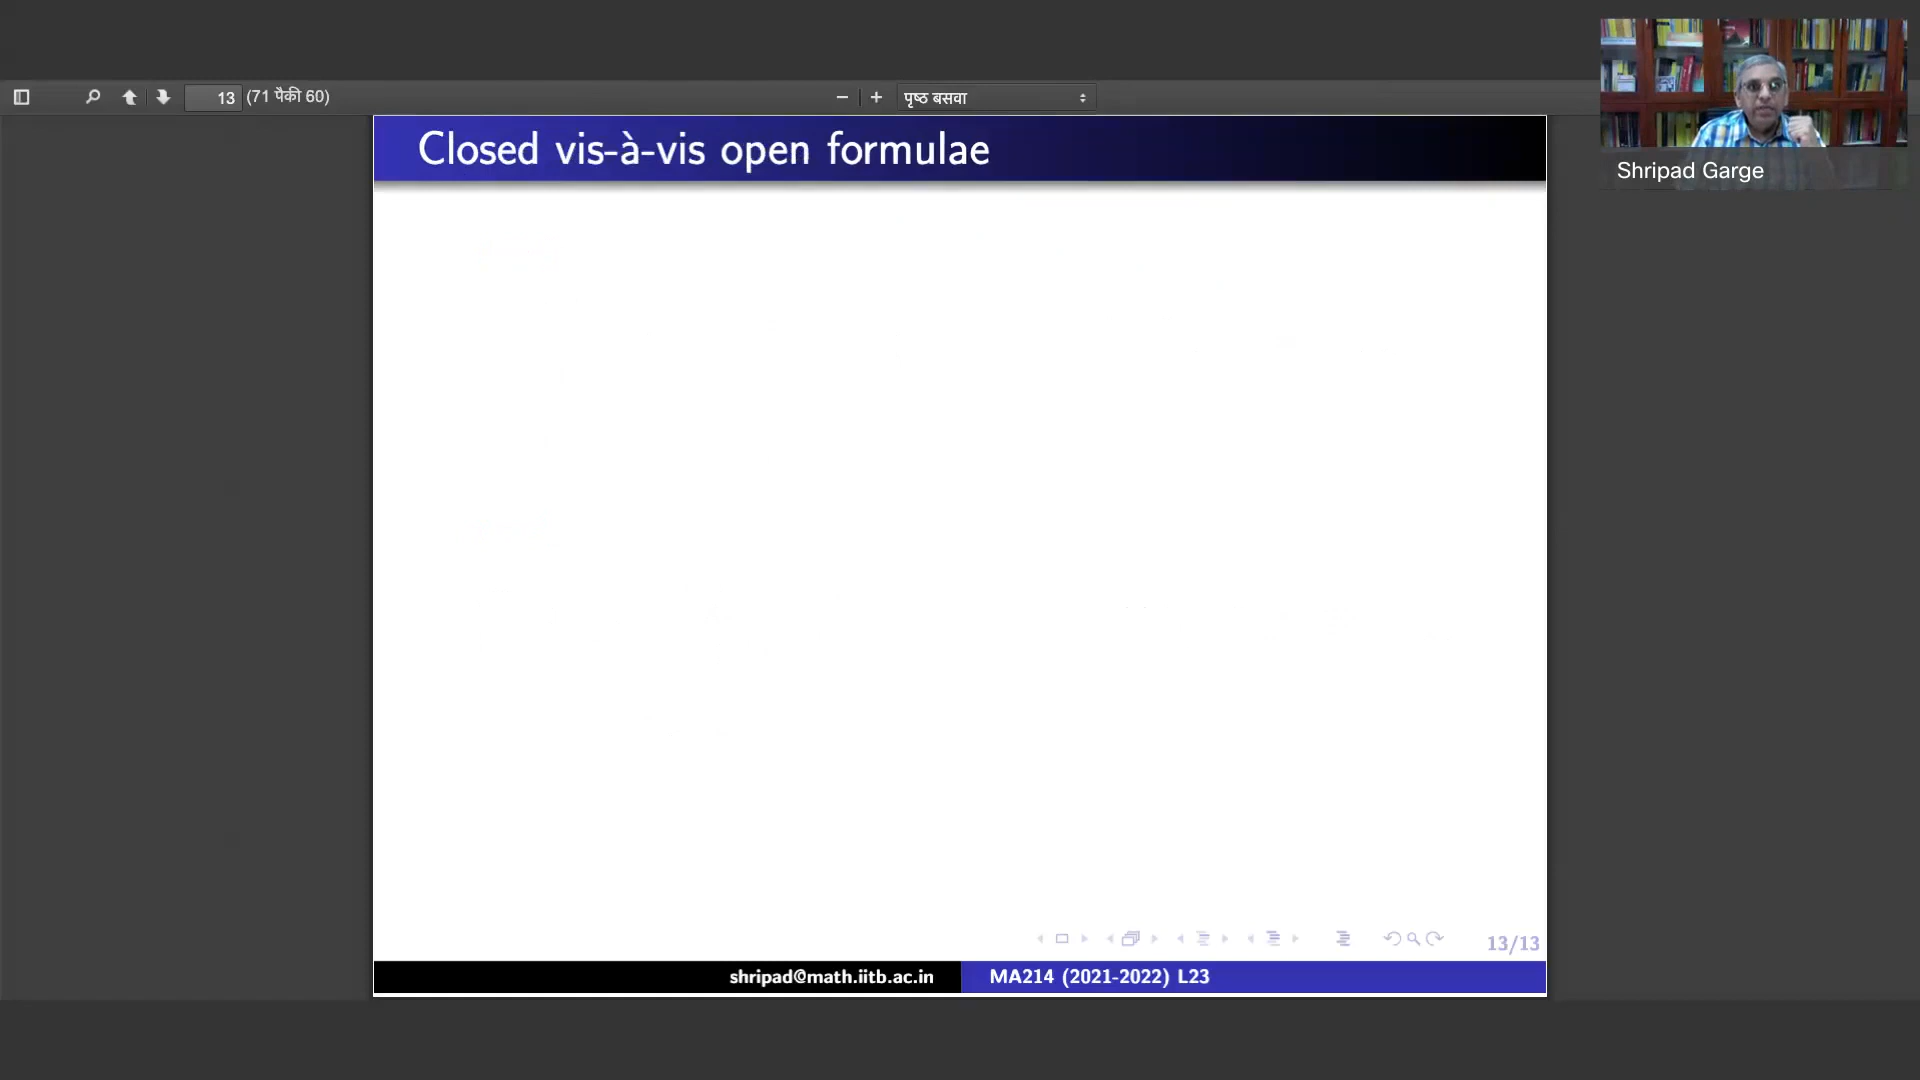 13 (71 पैकी 60)
पृष्ठ बसवा
Shripad Garge
Closed vis-à-vis open formulae
13/13
shripad@math.iitb.ac.in
MA214 (2021-2022) L23